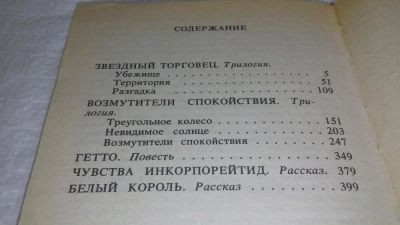 СОДЕРЖАНИЕ
ЗВЕЗДНЫЙ ТОРГОВЕЦ. Трилогия.
Убежище . . . . . . . . . . . . . . . . . 5
Территория . . . . . . . . . . . . . . . 51
Разгадка . . . . . . . . . . . . . . . . 109
ВОЗМУТИТЕЛИ СПОКОЙСТВИЯ. Три-
логия.
Треугольное колесо . . . . . . . . . . 151
Невидимое солнце . . . . . . . . . . . 203
Возмутители спокойствия . . . . . . . 247
ГЕТТО. Повесть . . . . . . . . . . . . 349
ЧУВСТВА ИНКОРПОРЕЙТИД. Рассказ. 379
БЕЛЫЙ КОРОЛЬ. Рассказ . . . . . . . . 399